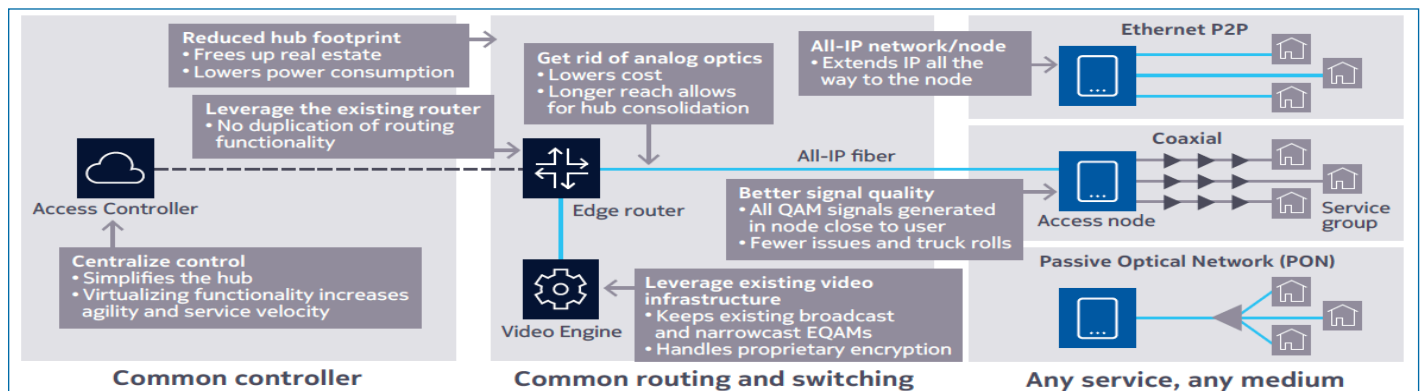 Reduced hub footprint
• Frees up real estate
• Lowers power consumption
Leverage the existing router
• No duplication of routing
functionality
Access Controller
Centralize control
• Simplifies the hub
• Virtualizing functionality increases
agility and service velocity
Common controller
Get rid of analog optics
• Lowers cost
• Longer reach allows
for hub consolidation
Edge router
All-IP fiber
Better signal quality
• All QAM signals generated
in node close to user
• Fewer issues and truck rolls
Video Engine
Leverage existing video
infrastructure
• Keeps existing broadcast
and narrowcast EQAMs
• Handles proprietary encryption
Common routing and switching
All-IP network/node
• Extends IP all the
way to the node
Ethernet P2P
Coaxial
Access node
Service
group
Passive Optical Network (PON)
Any service, any medium